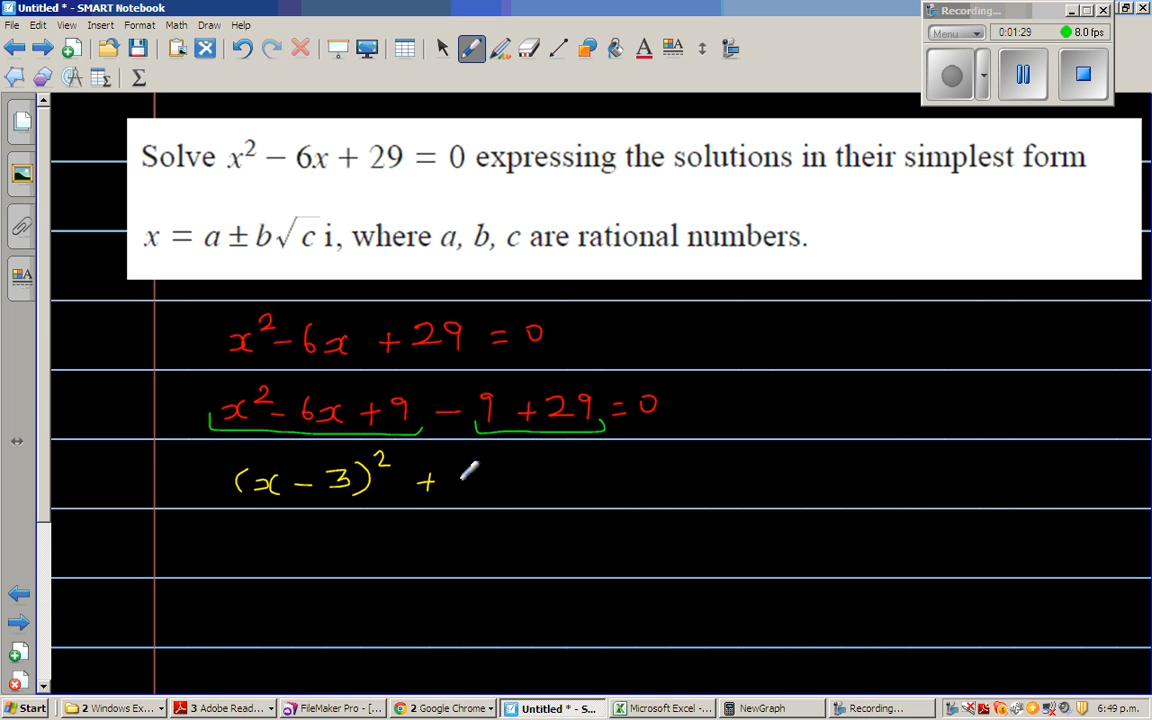 Untitled * - SMART Notebook
File Edit View Insert Format Math Draw Help
Recording...
Menu 0:01:29 8.0 fps
Solve x² − 6x + 29 = 0 expressing the solutions in their simplest form
x = a ± b√c i, where a, b, c are rational numbers.
x² - 6x + 29 = 0
x² - 6x + 9 - 9 + 29 = 0
(x - 3)² +
Start 2 Windows Ex... 3 Adobe Read... FileMaker Pro - [... 2 Google Chrome Untitled * - S... Microsoft Excel -... NewGraph Recording... 6:49 p.m.